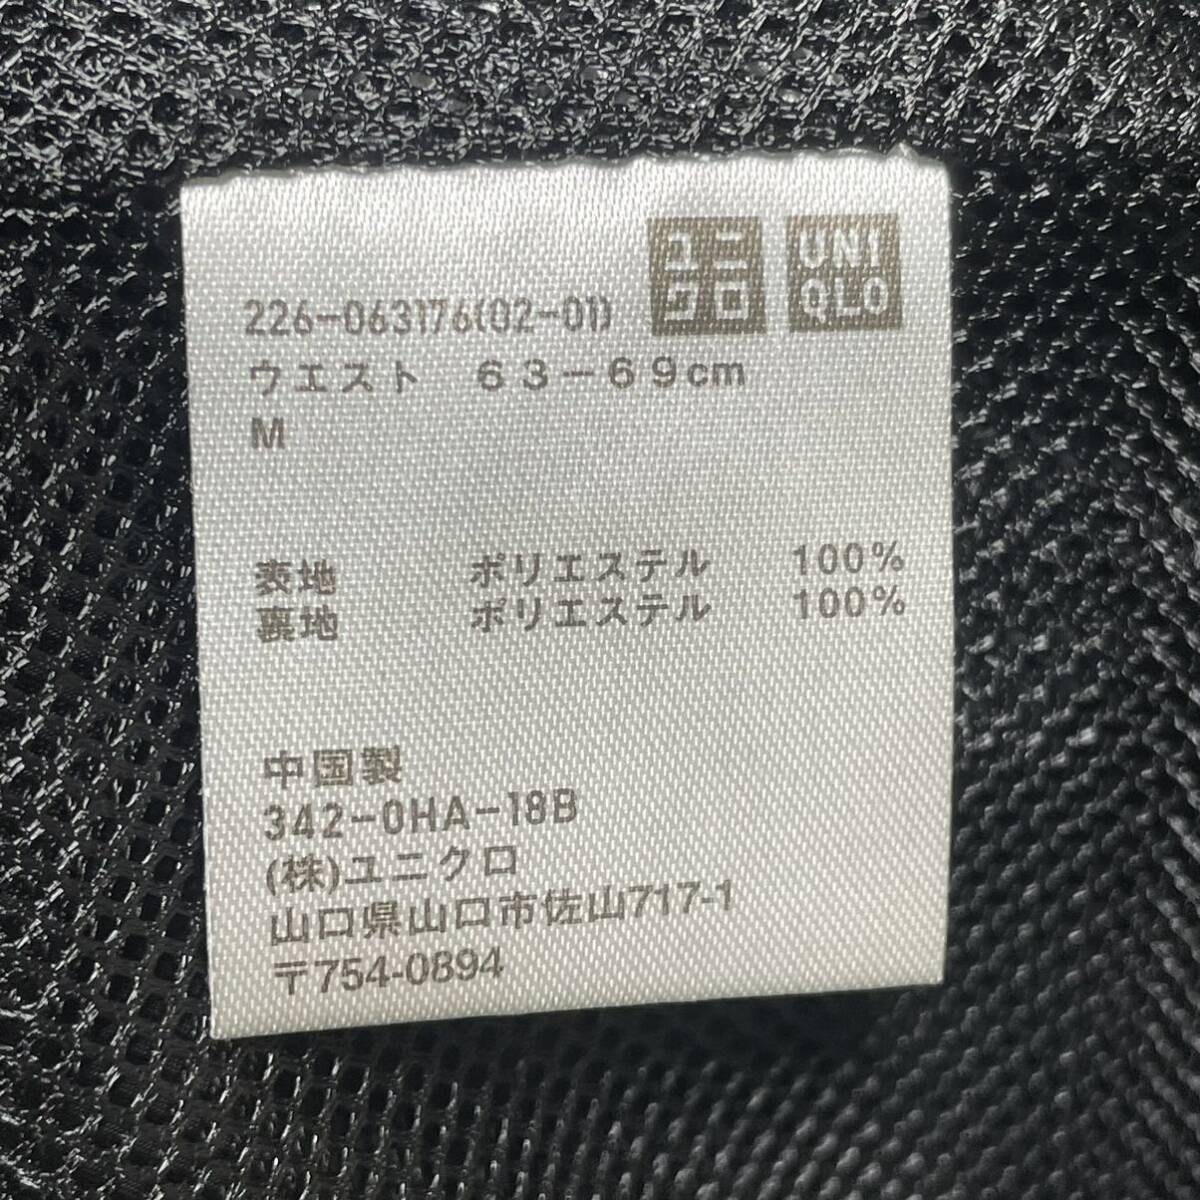 ユニ
クロ
UNI
QLO
226-063176(02-01)
ウエスト　６３－６９cm
M
表地　ポリエステル　100%
裏地　ポリエステル　100%
中国製
342-0HA-18B
(株)ユニクロ
山口県山口市佐山717-1
〒754-0894